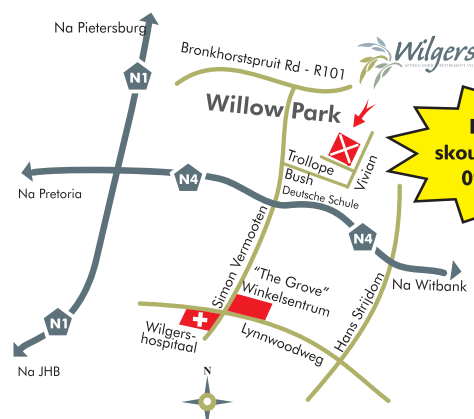 Na Pietersburg
N1
Bronkhorstspruit Rd - R101
Wilgers
Willow Park
skou
Trollope
Vivian
Bush
Deutsche Schule
N4
Na Pretoria
N4
Na Witbank
Simon Vermooten
"The Grove"
Winkelsentrum
Hans Strijdom
Wilgers-
hospitaal
Lynnwoodweg
N1
Na JHB
N